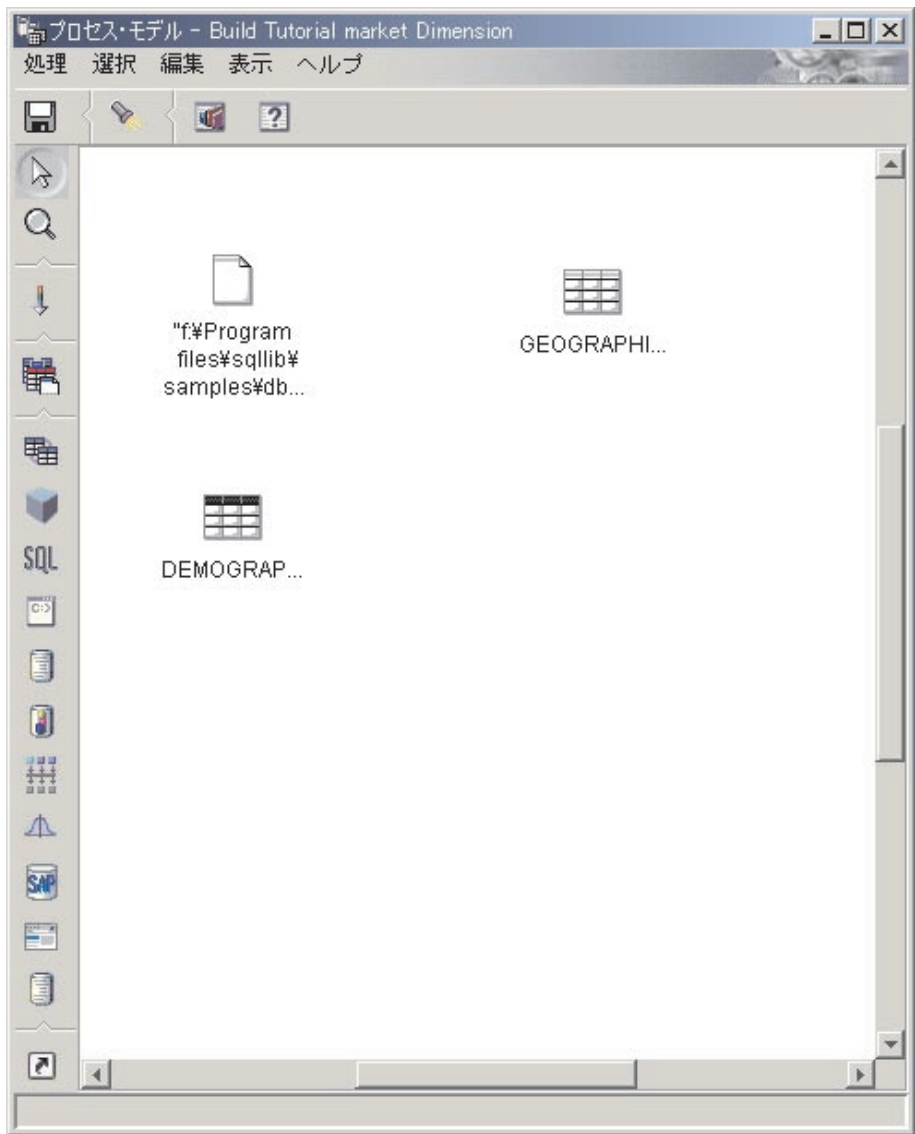 プロセス・モデル - Build Tutorial market Dimension
処理 選択 編集 表示 ヘルプ
"f:¥Program
files¥sqllib¥
samples¥db...
GEOGRAPHI...
DEMOGRAP...
SQL
C:>
SAP